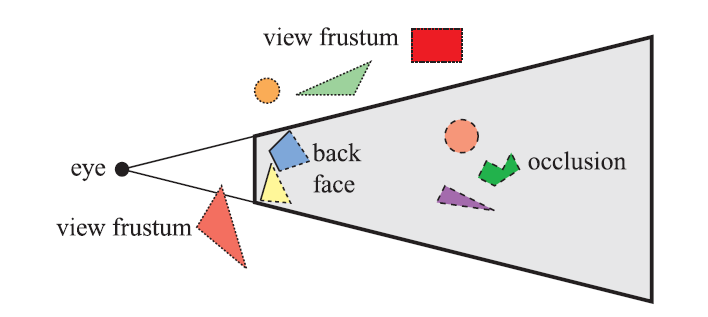 view frustum
back
face
occlusion
eye
view frustum